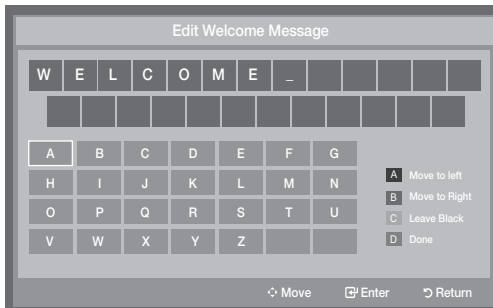 Edit Welcome Message
W E L C O M E _
A B C D E F G
H I J K L M N
O P Q R S T U
V W X Y Z
A Move to left
B Move to Right
C Leave Black
D Done
Move Enter Return